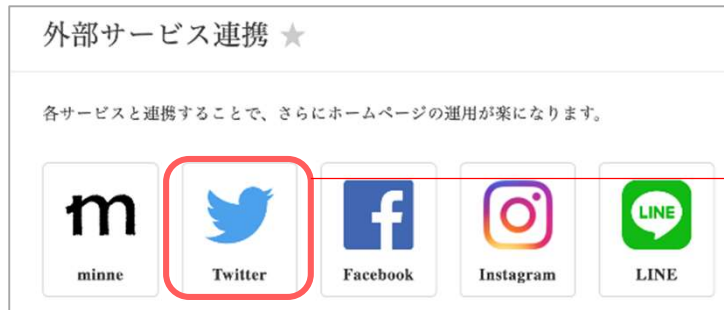 外部サービス連携 ★
各サービスと連携することで、さらにホームページの運用が楽になります。
m
LINE
minne
Twitter
Facebook
Instagram
LINE